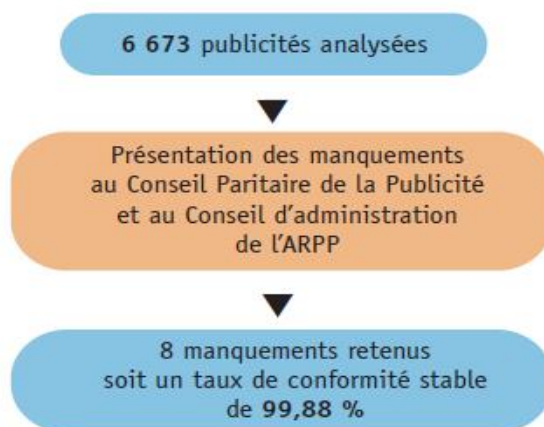 6 673 publicités analysées
Présentation des manquements
au Conseil Paritaire de la Publicité
et au Conseil d'administration
de l'ARPP
8 manquements retenus
soit un taux de conformité stable
de 99,88 %